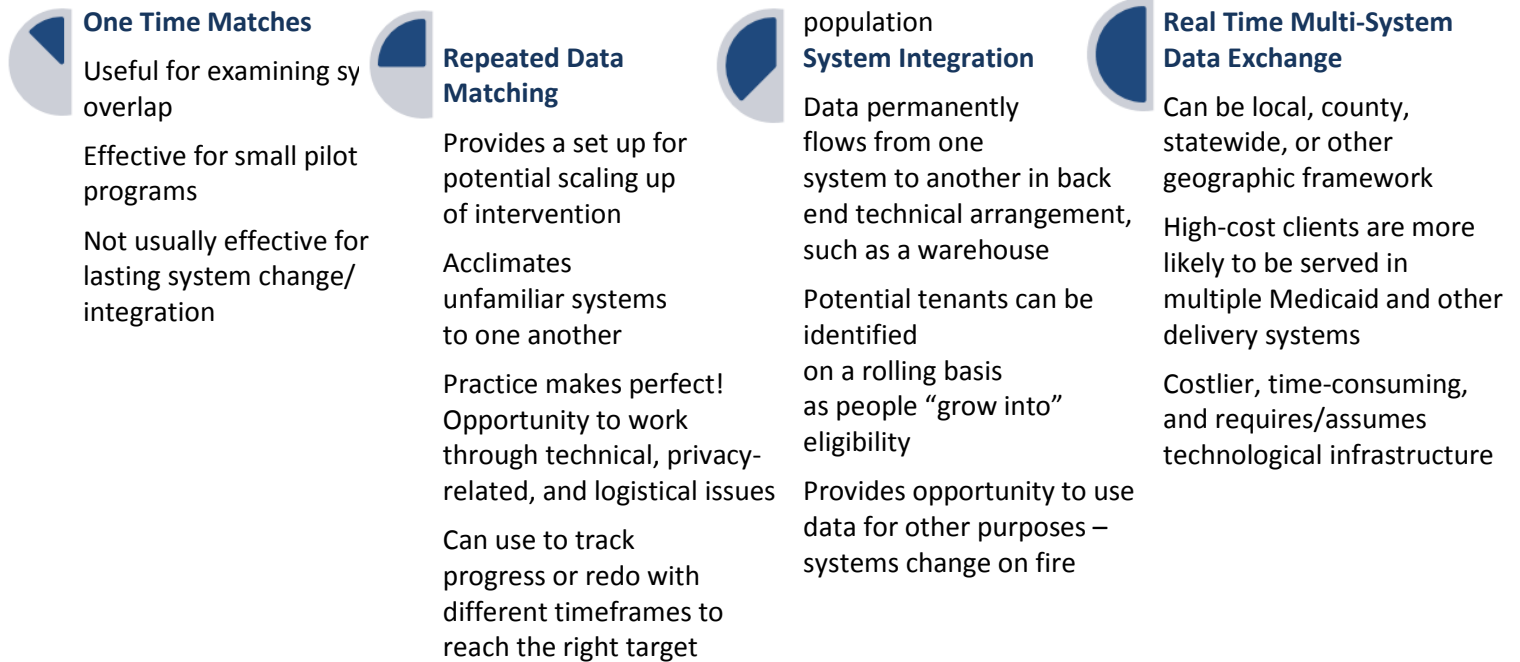 One Time Matches
Useful for examining sy
overlap
Effective for small pilot
programs
Not usually effective for
lasting system change/
integration
Repeated Data
Matching
Provides a set up for
potential scaling up
of intervention
Acclimates
unfamiliar systems
to one another
Practice makes perfect!
Opportunity to work
through technical, privacy-
related, and logistical issues
Can use to track
progress or redo with
different timeframes to
reach the right target
population
System Integration
Data permanently
flows from one
system to another in back
end technical arrangement,
such as a warehouse
Potential tenants can be
identified
on a rolling basis
as people “grow into”
eligibility
Provides opportunity to use
data for other purposes –
systems change on fire
Real Time Multi-System
Data Exchange
Can be local, county,
statewide, or other
geographic framework
High-cost clients are more
likely to be served in
multiple Medicaid and other
delivery systems
Costlier, time-consuming,
and requires/assumes
technological infrastructure